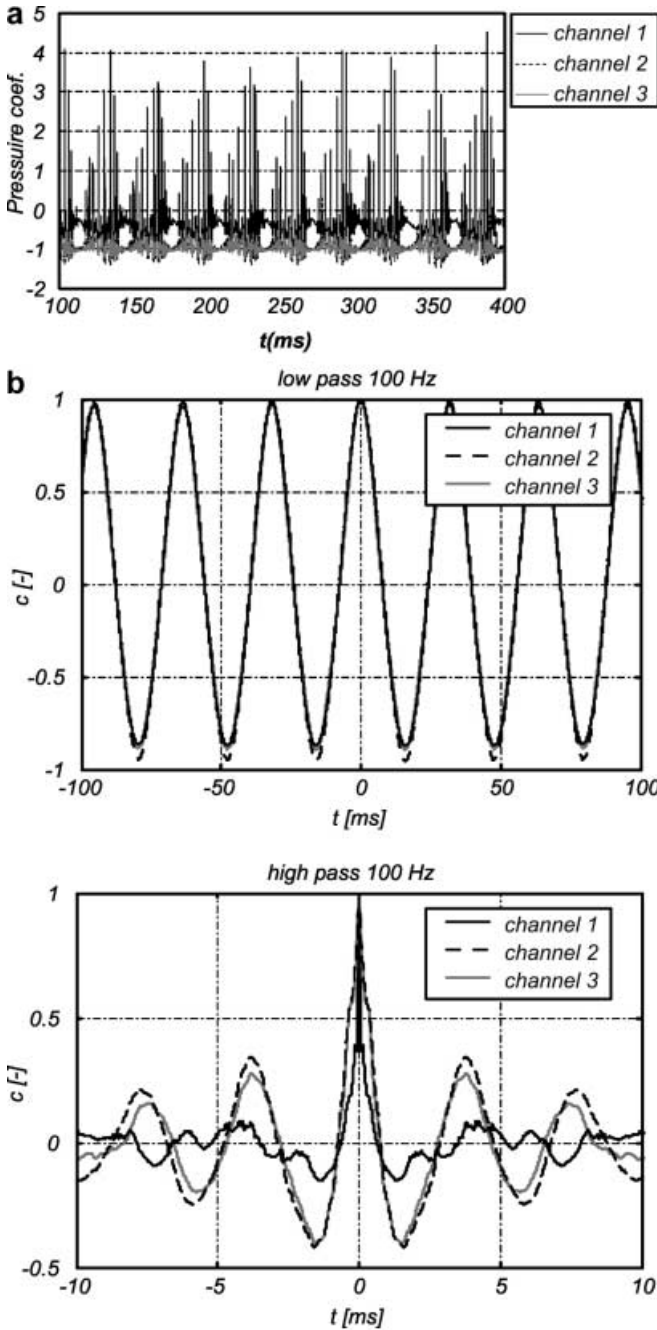 a
channel 1
channel 2
channel 3
Pressuire coef.
5
4
3
2
1
0
-1
-2
100 150 200 250 300 350 400
t(ms)
b
low pass 100 Hz
channel 1
channel 2
channel 3
c [-]
1
0.5
0
-0.5
-1
-100 -50 0 50 100
t [ms]
high pass 100 Hz
channel 1
channel 2
channel 3
c [-]
1
0.5
0
-0.5
-10 -5 0 5 10
t [ms]